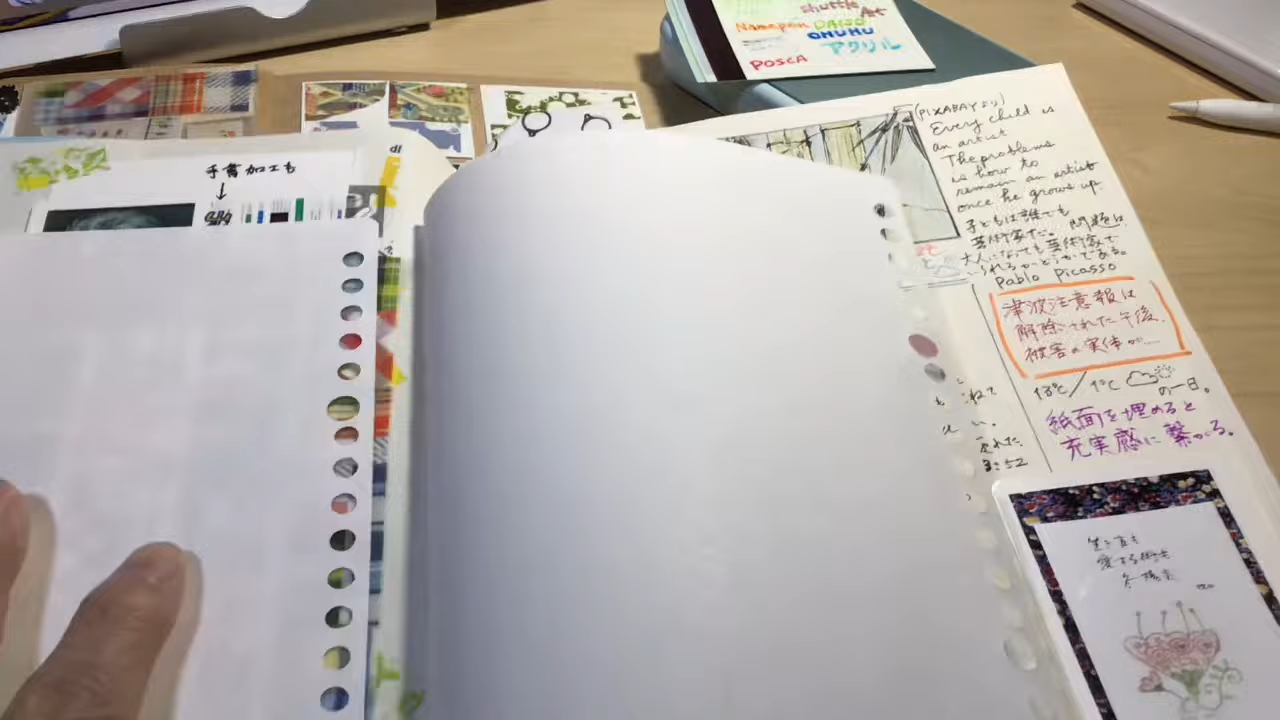 shuttle Art
Namepen DAISO
OHUHU
アクリル
POSCA
手書加工も
↓
(PIXABAYより)
Every child is
an artist
The problems
is how to
remain an artist
once he grows up
子どもは誰でも
芸術家だ。問題は、
大人になっても芸術家で
いられるかどうかである。
Pablo Picasso
津波注意報は
解除された午後、
被害の実体が…
13℃/1℃
の一日。
紙面を埋めると
充実感に繋がる。
3:52
冬陽炎